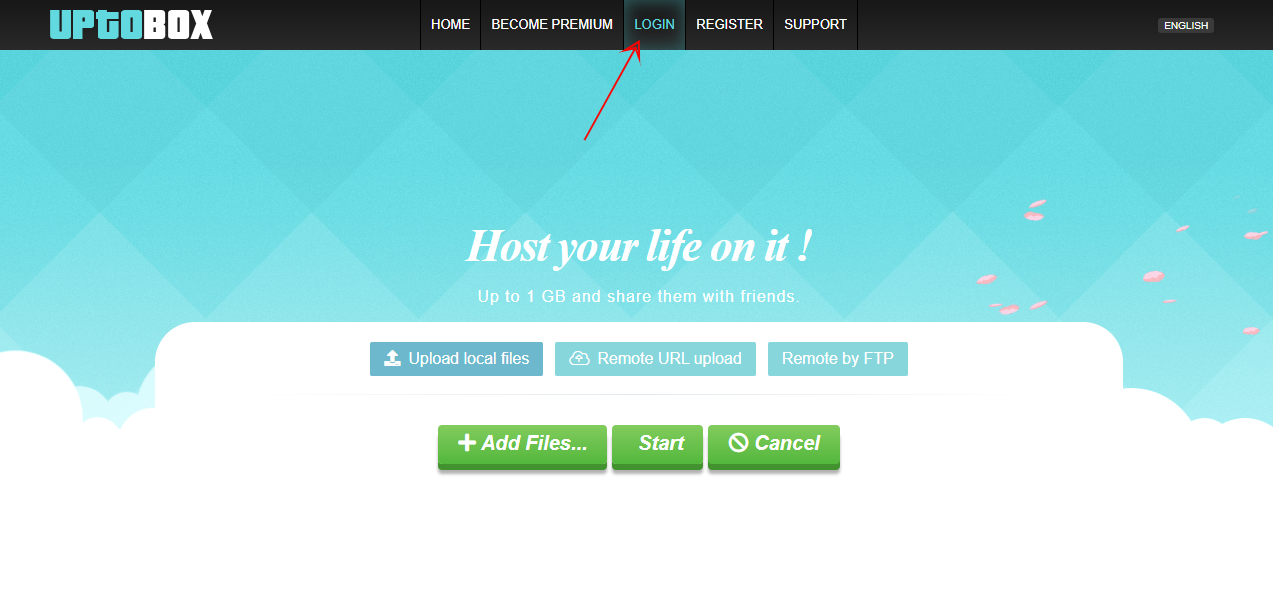 UPtOBOX
HOME BECOME PREMIUM LOGIN REGISTER SUPPORT
ENGLISH
Host your life on it !
Up to 1 GB and share them with friends.
Upload local files Remote URL upload Remote by FTP
Add Files... Start Cancel